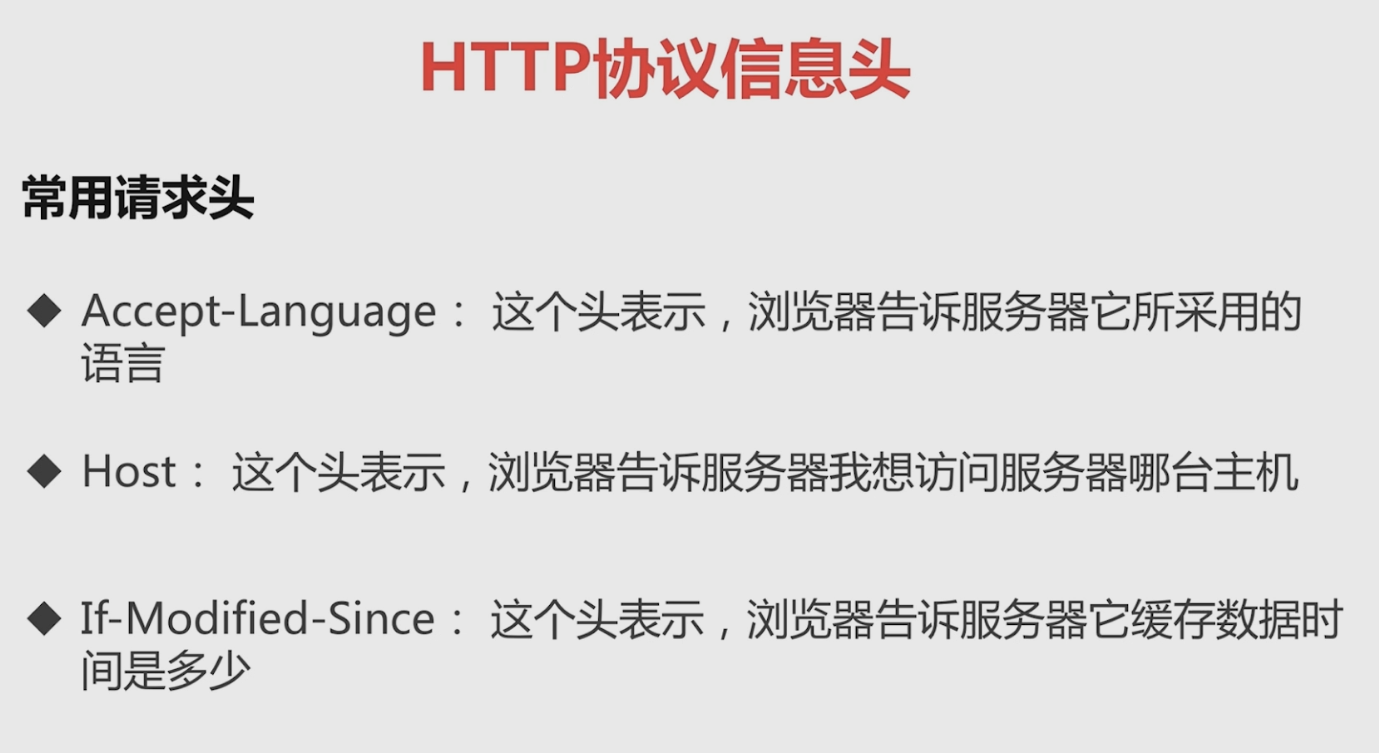 HTTP协议信息头
常用请求头
◆ Accept-Language： 这个头表示，浏览器告诉服务器它所采用的
语言
◆ Host： 这个头表示，浏览器告诉服务器我想访问服务器哪台主机
◆ If-Modified-Since： 这个头表示，浏览器告诉服务器它缓存数据时
间是多少